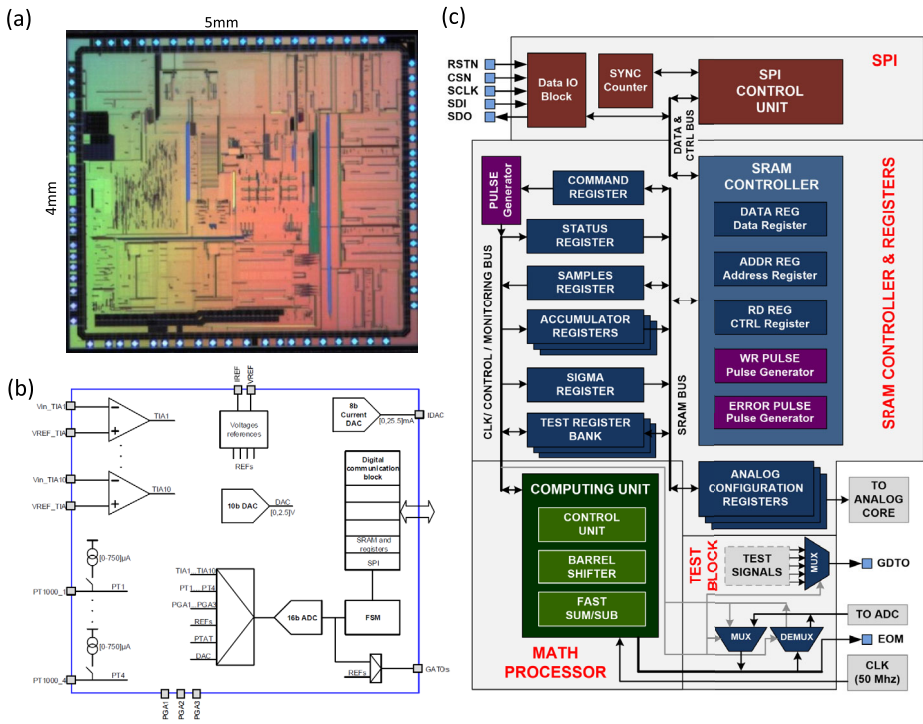 (a)
5mm
4mm
(b)
Vin_TIA1
VREF_TIA
TIA1
Vin_TIA10
VREF_TIA
TIA10
IREF
VREF
Voltages
references
REFs
8b
Current
DAC
IDAC
[0,25.5]mA
10b DAC
DAC
[0,2.5]V
Digital
communication
block
SRAM and
registers
SPI
FSM
[0-750]µA
PT1000_1
PT1
[0-750]µA
PT1000_4
PT4
TIA1...TIA10
PT1...PT4
PGA1...PGA3
REFs
PTAT
DAC
16b ADC
REFs
GATOs
PGA1
PGA2
PGA3
(c)
SPI
RSTN
CSN
SCLK
SDI
SDO
Data IO
Block
SYNC
Counter
SPI
CONTROL
UNIT
DATA &
CTRL BUS
PULSE
Generator
COMMAND
REGISTER
STATUS
REGISTER
SAMPLES
REGISTER
ACCUMULATOR
REGISTERS
SIGMA
REGISTER
TEST REGISTER
BANK
CLK/ CONTROL / MONITORING BUS
SRAM BUS
SRAM
CONTROLLER
DATA REG
Data Register
ADDR REG
Address Register
RD REG
CTRL Register
WR PULSE
Pulse Generator
ERROR PULSE
Pulse Generator
SRAM CONTROLLER & REGISTERS
ANALOG
CONFIGURATION
REGISTERS
TO
ANALOG
CORE
COMPUTING UNIT
CONTROL
UNIT
BARREL
SHIFTER
FAST
SUM/SUB
MATH
PROCESSOR
TEST
BLOCK
TEST
SIGNALS
MUX
GDTO
MUX
DEMUX
TO ADC
EOM
CLK
(50 Mhz)